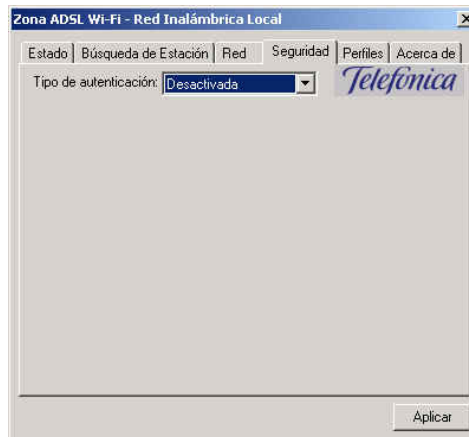 Zona ADSL Wi-Fi - Red Inalámbrica Local
Estado Búsqueda de Estación Red Seguridad Perfiles Acerca de
Tipo de autenticación: Desactivada
Telefónica
Aplicar